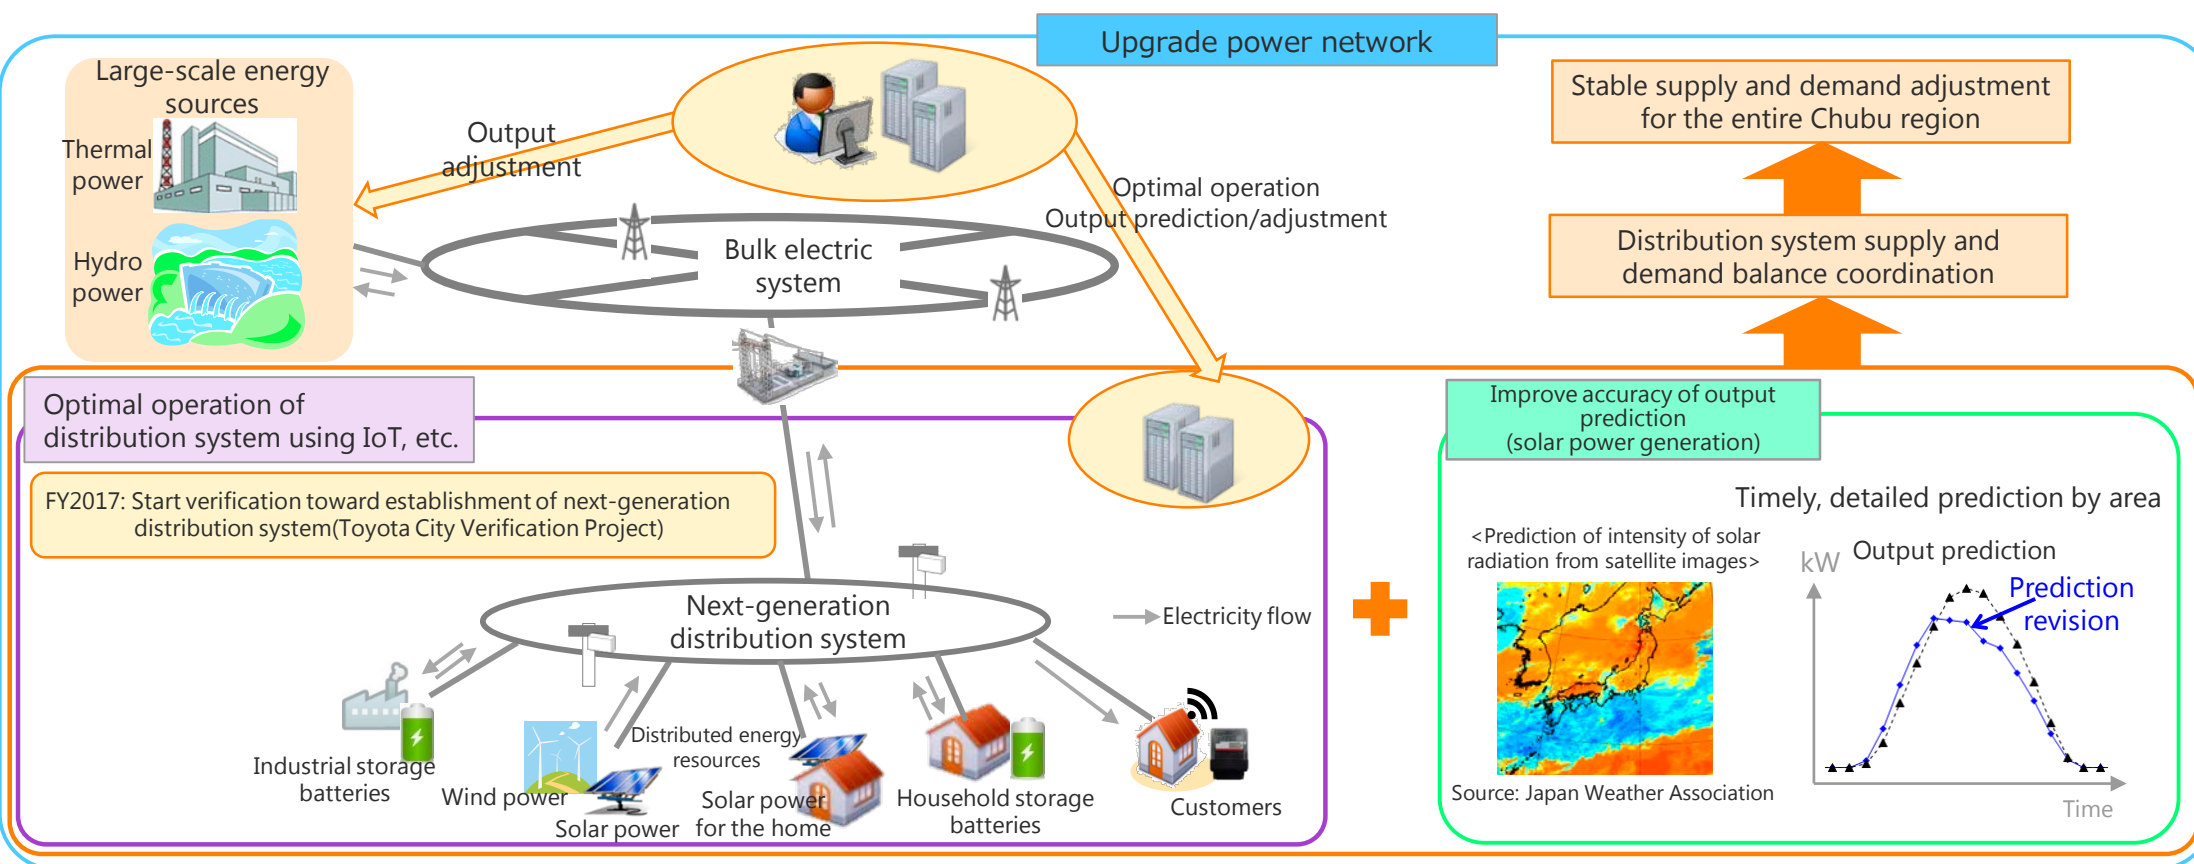 Upgrade power network
Large-scale energy
sources
Thermal
power
Hydro
power
Output
adjustment
Optimal operation
Output prediction/adjustment
Bulk electric
system
Stable supply and demand adjustment
for the entire Chubu region
Distribution system supply and
demand balance coordination
Optimal operation of
distribution system using IoT, etc.
FY2017: Start verification toward establishment of next-generation
distribution system(Toyota City Verification Project)
Next-generation
distribution system
Electricity flow
Industrial storage
batteries
Wind power
Solar power
Distributed energy
resources
Solar power
for the home
Household storage
batteries
Customers
Improve accuracy of output
prediction
(solar power generation)
Timely, detailed prediction by area
<Prediction of intensity of solar
radiation from satellite images>
Source: Japan Weather Association
Output prediction
kW
Prediction
revision
Time